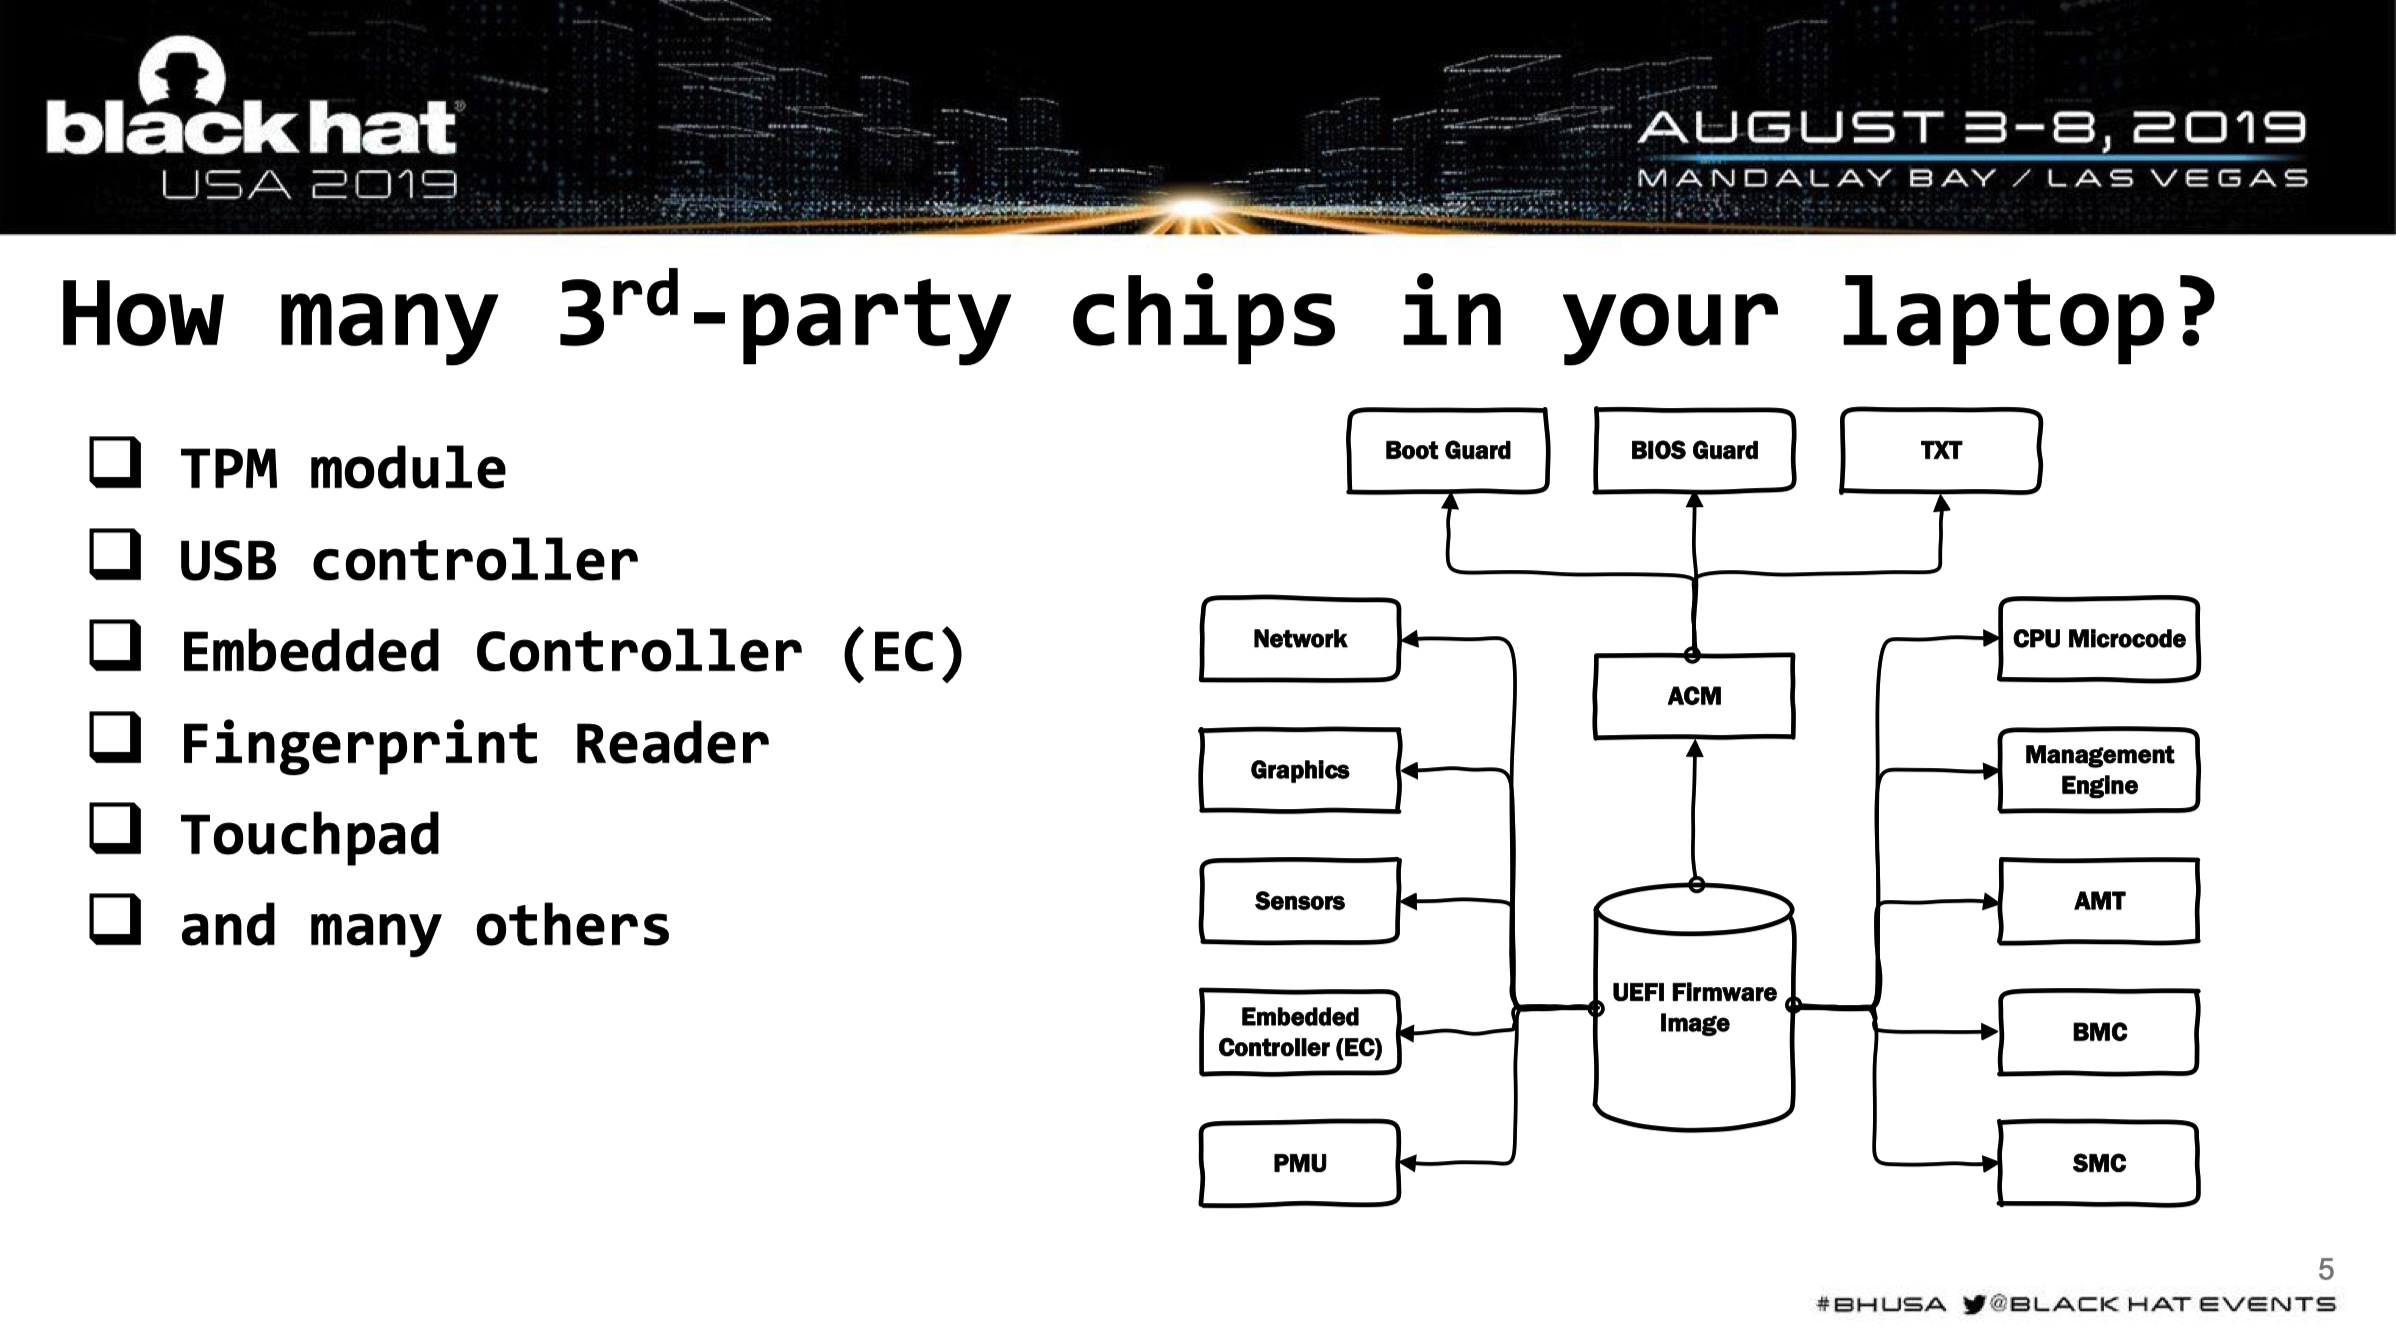 black hat®
USA 2019
AUGUST 3-8, 2019
MANDALAY BAY / LAS VEGAS
How many 3rd-party chips in your laptop?
TPM module
USB controller
Embedded Controller (EC)
Fingerprint Reader
Touchpad
and many others
Boot Guard
BIOS Guard
TXT
Network
ACM
CPU Microcode
Graphics
Management
Engine
Sensors
AMT
Embedded
Controller (EC)
UEFI Firmware
Image
BMC
PMU
SMC
5
#BHUSA @BLACK HAT EVENTS